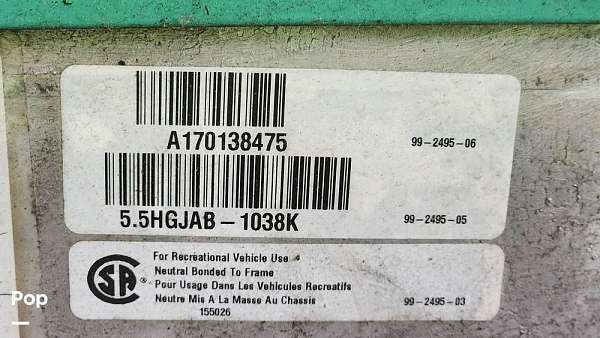 A170138475
99-2495-06
5.5HGJAB-1038K
99-2495-05
CSA ®
For Recreational Vehicle Use
Neutral Bonded To Frame
Pour Usage Dans Les Vehicules Recreatifs
Neutre Mis A La Masse Au Chassis
155026
99-2495-03
Pop